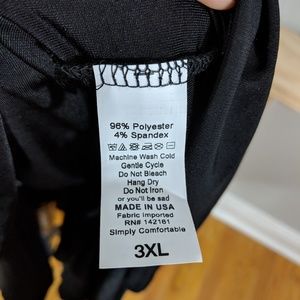 96% Polyester
4% Spandex
Machine Wash Cold
Gentle Cycle
Do Not Bleach
Hang Dry
Do Not Iron
or you'll be sad
MADE IN USA
Fabric imported
RN# 142181
Simply Comfortable
3XL